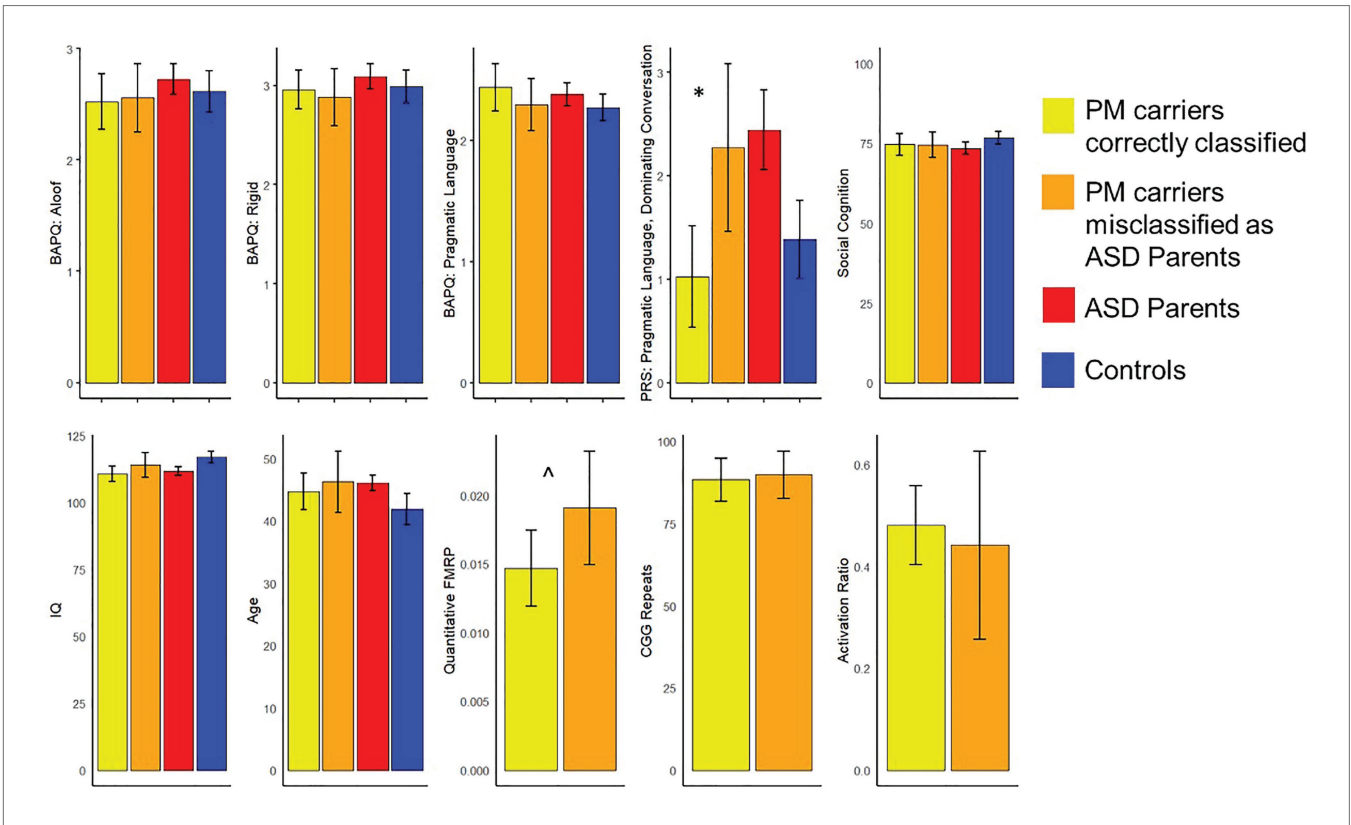 BAPQ: Aloof
3
2
1
0
BAPQ: Rigid
3
2
1
0
BAPQ: Pragmatic Language
2
1
0
PRS: Pragmatic Language, Dominating Conversation
3
2
1
0
*
Social Cognition
100
75
50
25
0
PM carriers
correctly classified
PM carriers
misclassified as
ASD Parents
ASD Parents
Controls
IQ
125
100
75
50
25
0
Age
50
40
30
20
10
0
Quantitative FMRP
0.020
0.015
0.010
0.005
0.000
^
CGG Repeats
100
75
50
25
0
Activation Ratio
0.6
0.4
0.2
0.0